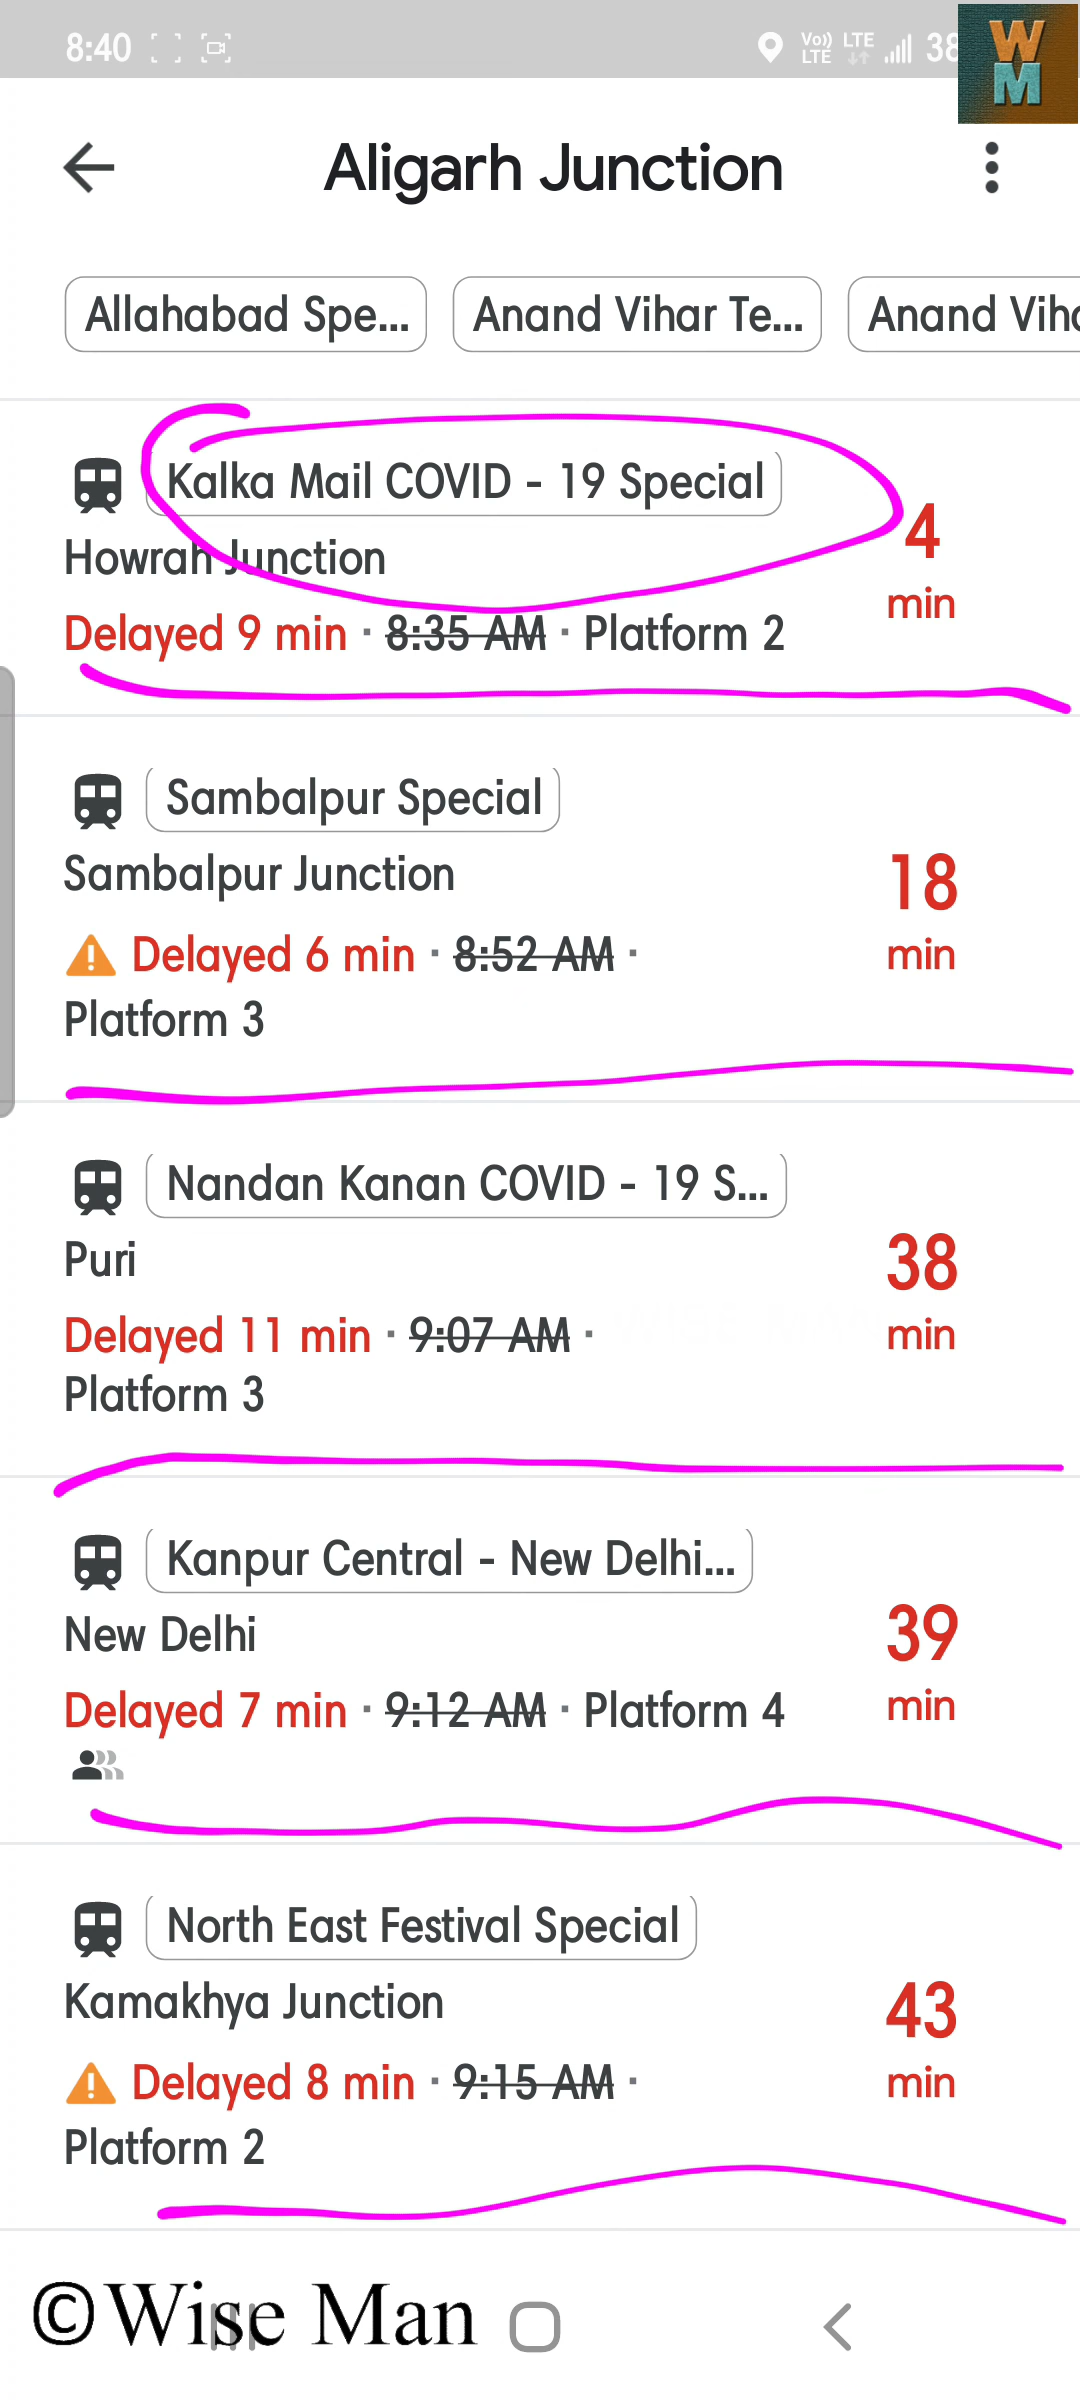 8:40 Vo)) LTE LTE 38
W
M
Aligarh Junction
Allahabad Spe... Anand Vihar Te... Anand
Kalka Mail COVID - 19 Special
Howrah Junction
4 min
Delayed 9 min · 8:35 AM · Platform 2
Sambalpur Special
Sambalpur Junction
18 min
Delayed 6 min · 8:52 AM ·
Platform 3
Nandan Kanan COVID - 19 S...
Puri
38 min
Delayed 11 min · 9:07 AM ·
Platform 3
Kanpur Central - New Delhi...
New Delhi
39 min
Delayed 7 min · 9:12 AM · Platform 4
North East Festival Special
Kamakhya Junction
43 min
Delayed 8 min · 9:15 AM ·
Platform 2
©Wise Man